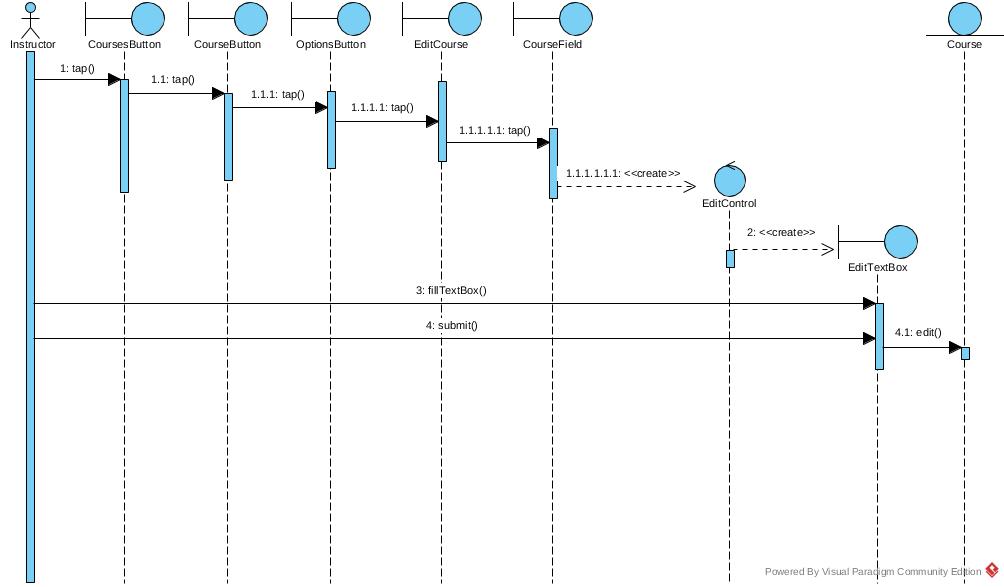 Instructor
CoursesButton
CourseButton
OptionsButton
EditCourse
CourseField
Course
1: tap()
1.1: tap()
1.1.1: tap()
1.1.1.1: tap()
1.1.1.1.1: tap()
1.1.1.1.1.1: <<create>>
EditControl
2: <<create>>
EditTextBox
3: fillTextBox()
4: submit()
4.1: edit()
Powered By Visual Paradigm Community Edition